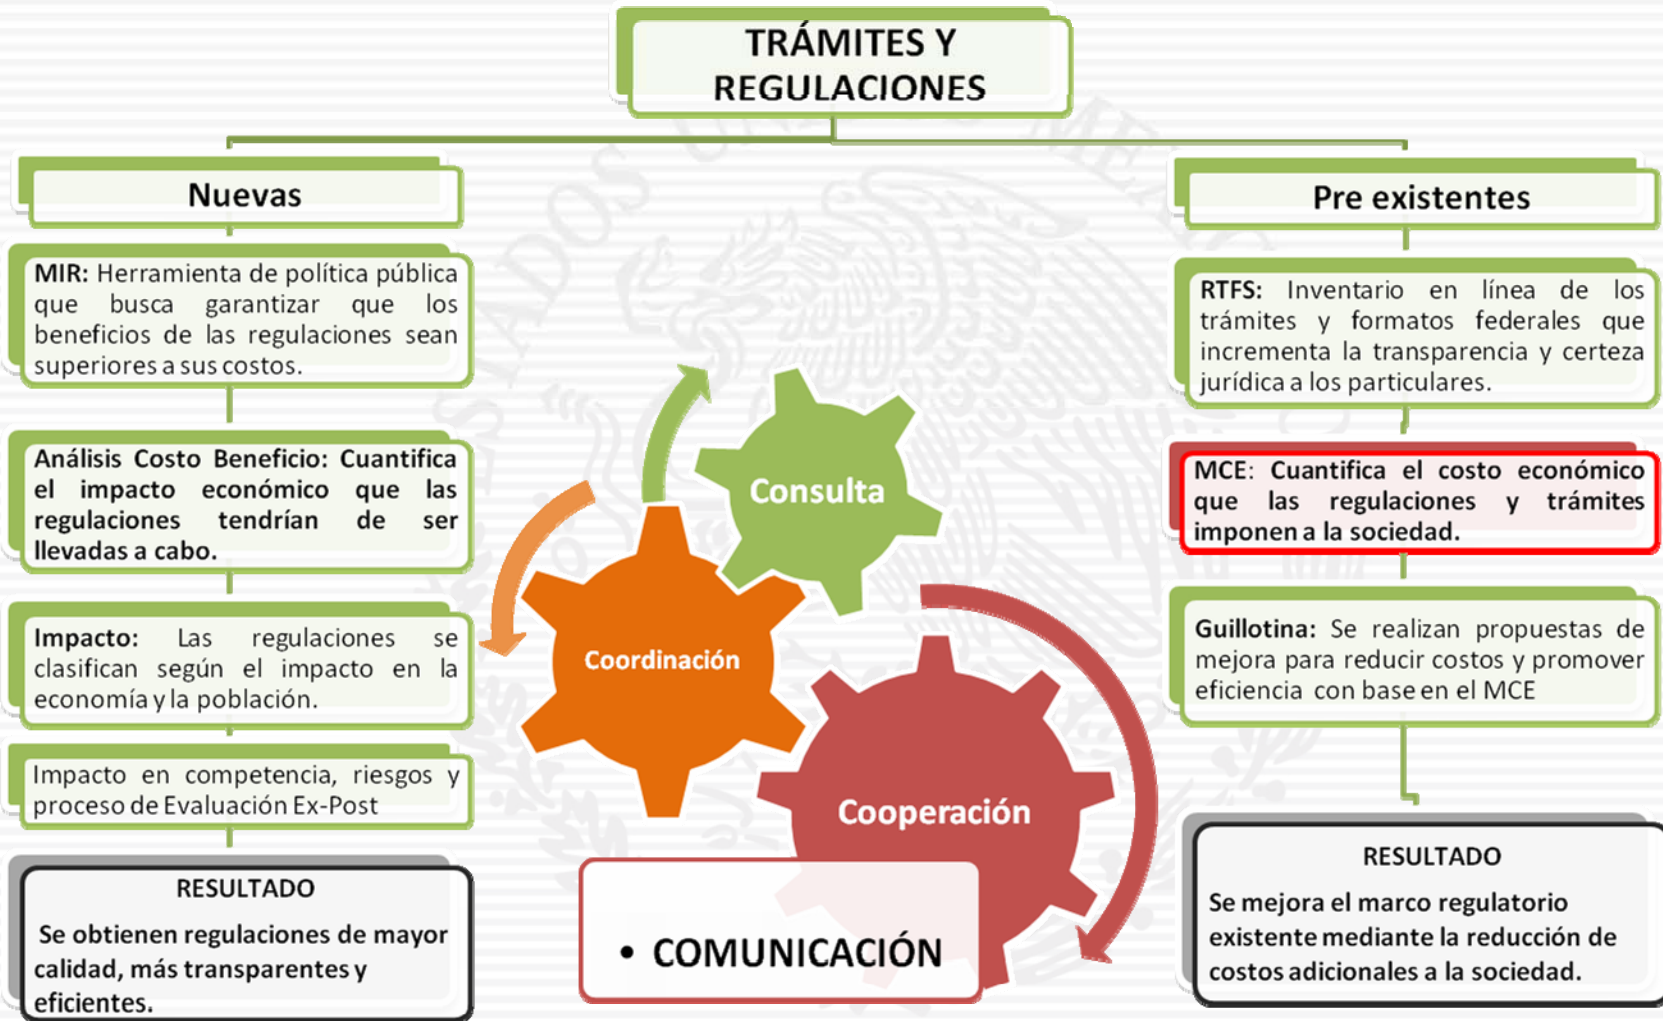 TRÁMITES Y
REGULACIONES
Nuevas
MIR: Herramienta de política pública
que busca garantizar que los
beneficios de las regulaciones sean
superiores a sus costos.
Análisis Costo Beneficio: Cuantifica
el impacto económico que las
regulaciones tendrían de ser
llevadas a cabo.
Impacto: Las regulaciones se
clasifican según el impacto en la
economía y la población.
Impacto en competencia, riesgos y
proceso de Evaluación Ex-Post
RESULTADO
Se obtienen regulaciones de mayor
calidad, más transparentes y
eficientes.
Consulta
Coordinación
Cooperación
• COMUNICACIÓN
Pre existentes
RTFS: Inventario en línea de los
trámites y formatos federales que
incrementa la transparencia y certeza
jurídica a los particulares.
MCE: Cuantifica el costo económico
que las regulaciones y trámites
imponen a la sociedad.
Guillotina: Se realizan propuestas de
mejora para reducir costos y promover
eficiencia con base en el MCE
RESULTADO
Se mejora el marco regulatorio
existente mediante la reducción de
costos adicionales a la sociedad.